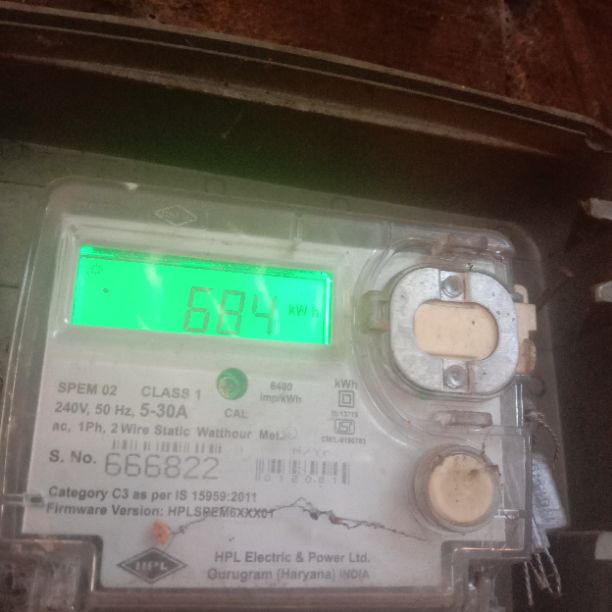 684 kWh
SPEM 02 CLASS 1
240V, 50 Hz, 5-30A
ac, 1Ph, 2 Wire Static Watthour
CAL
6400
imp/kWh
kWh
S. No. 666822
Category C3 as per IS 15959:2011
Firmware Version: HPLSPEM6XXX01
HPL
HPL Electric & Power Ltd.
Gurugram (Haryana) INDIA